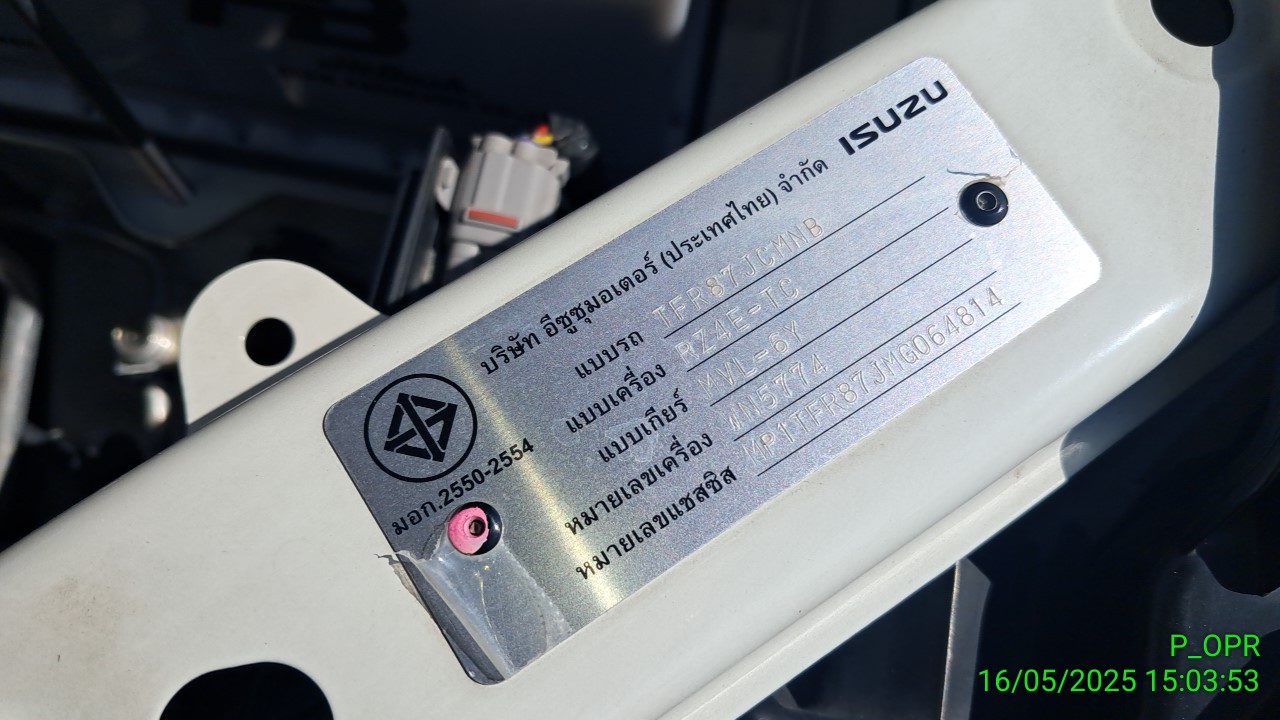 ISUZU
บริษัท อีซูซุมอเตอร์ (ประเทศไทย) จำกัด
แบบรถ TFR87JCMNB
แบบเครื่อง RZ4E-TC
แบบเกียร์ MVL-6Y
หมายเลขเครื่อง WN5774
หมายเลขแซสซิส MP1TFR87JMG064814
มอก.2550-2554
P_OPR
16/05/2025 15:03:53